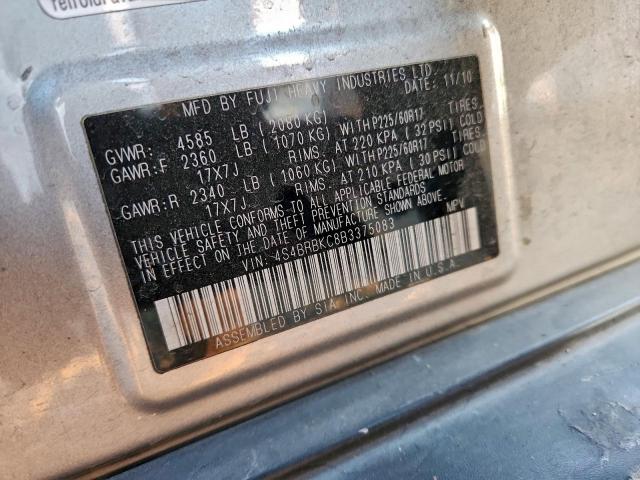 MFD BY FUJI HEAVY INDUSTRIES LTD.
DATE: 11/10
GVWR: 4585 LB (2080 KG)
GAWR:F 2360 LB (1070 KG) WITH P225/60R17 TIRES,
17X7J RIMS, AT 220 KPA (32 PSI) COLD
GAWR:R 2340 LB (1060 KG) WITH P225/60R17 TIRES,
17X7J RIMS, AT 210 KPA (30 PSI) COLD
THIS VEHICLE CONFORMS TO ALL APPLICABLE FEDERAL MOTOR
VEHICLE SAFETY AND THEFT PREVENTION STANDARDS IN
EFFECT ON THE DATE OF MANUFACTURE SHOWN ABOVE.
VIN: 4S4BRBKC8B3375083 MPV
ASSEMBLED BY SIA INC. MADE IN U.S.A.